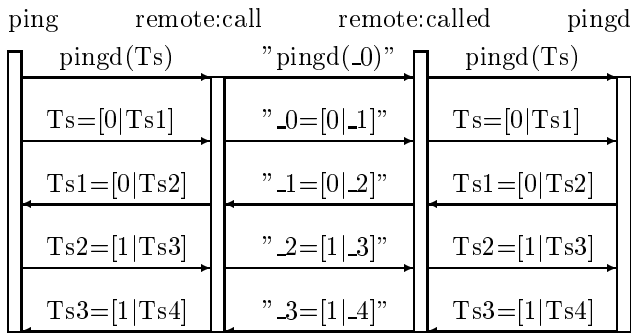 ping remote:call remote:called pingd
pingd(Ts) "pingd(_0)" pingd(Ts)
Ts=[0|Ts1] "_0=[0|_1]" Ts=[0|Ts1]
Ts1=[0|Ts2] "_1=[0|_2]" Ts1=[0|Ts2]
Ts2=[1|Ts3] "_2=[1|_3]" Ts2=[1|Ts3]
Ts3=[1|Ts4] "_3=[1|_4]" Ts3=[1|Ts4]